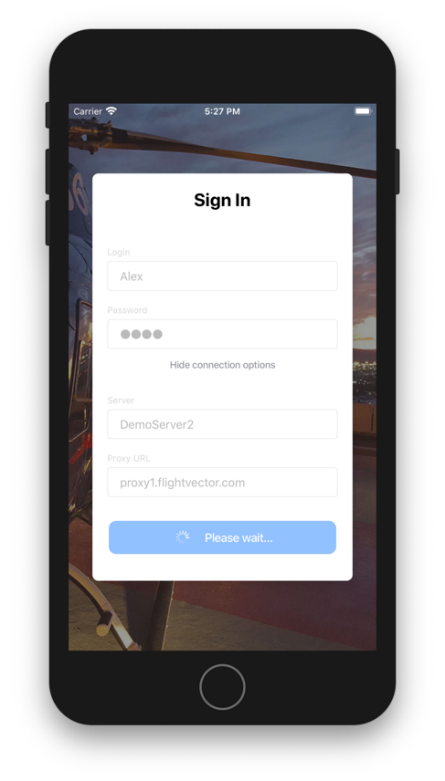 Carrier 5:27 PM
Sign In
Login
Alex
Password
●●●●
Hide connection options
Server
DemoServer2
Proxy URL
proxy1.flightvector.com
Please wait...